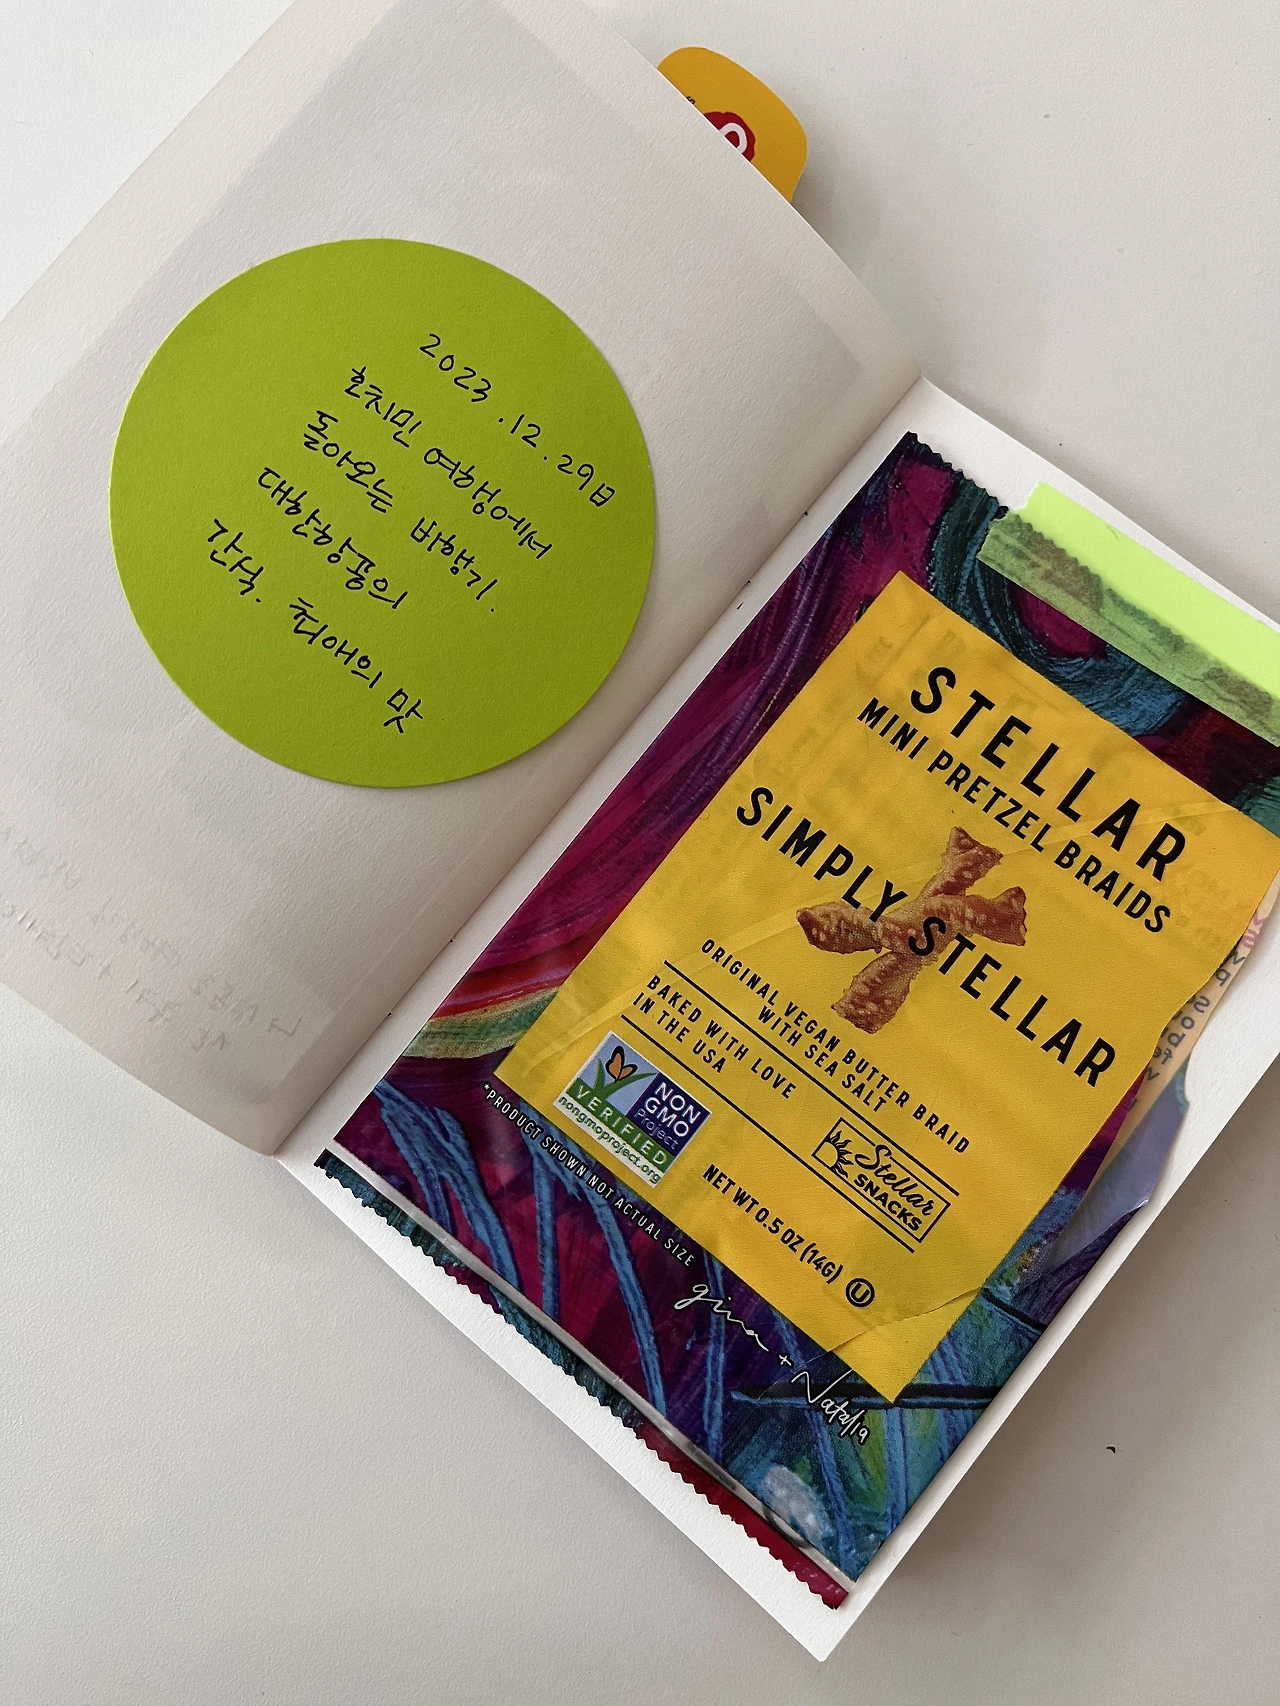 2023.12.29日
호치민 여행에서
돌아오는 비행기.
대한항공의
간식. 최애의 맛
STELLAR
MINI PRETZEL BRAIDS
SIMPLY STELLAR
ORIGINAL VEGAN BUTTER BRAID
WITH SEA SALT
BAKED WITH LOVE
IN THE USA
NON
GMO
Project
VERIFIED
nongmoproject.org
Stellar
SNACKS
NET WT 0.5 OZ (14G) U
*PRODUCT SHOWN NOT ACTUAL SIZE
gina + Natalia